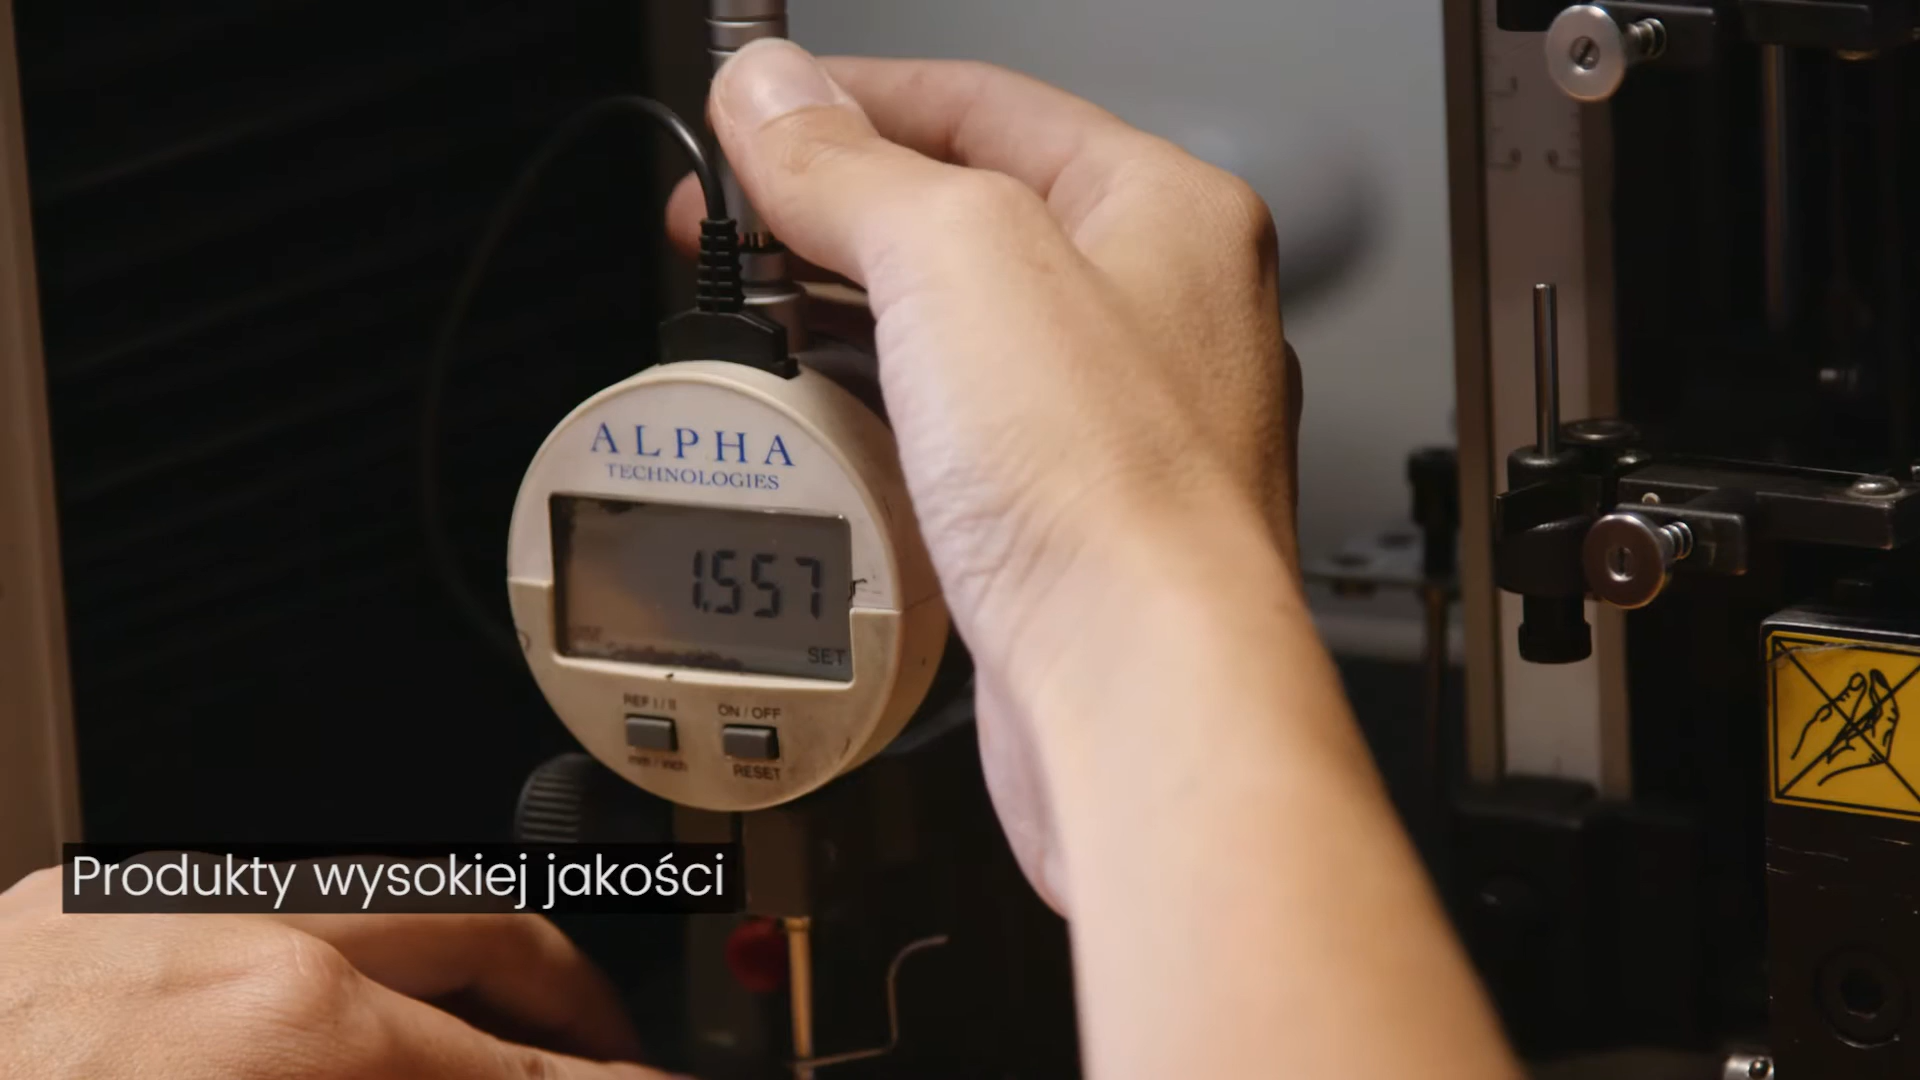 ALPHA
TECHNOLOGIES
1.557
SET
REF I / II
ON / OFF
mm / inch
RESET
Produkty wysokiej jakości